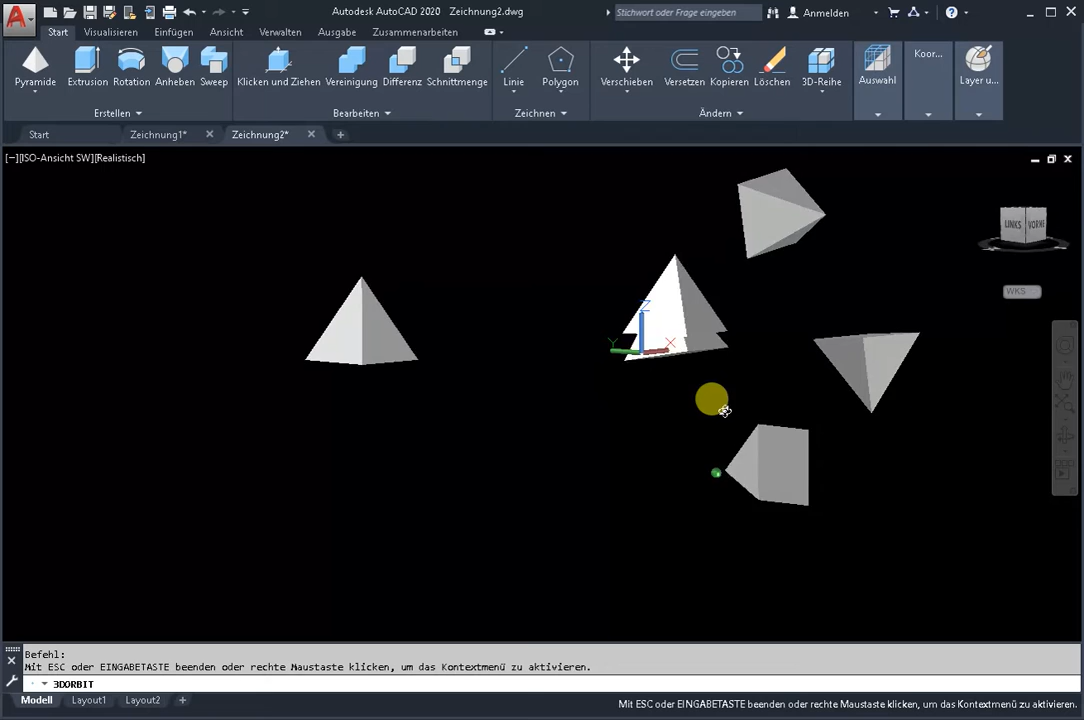 Autodesk AutoCAD 2020 Zeichnung2.dwg
Stichwort oder Frage eingeben
Anmelden
Start Visualisieren Einfügen Ansicht Verwalten Ausgabe Zusammenarbeiten
Pyramide Extrusion Rotation Anheben Sweep Klicken und Ziehen Vereinigung Differenz Schnittmenge Linie Polygon Verschieben Versetzen Kopieren Löschen 3D-Reihe Auswahl Koor... Layer u...
Erstellen Bearbeiten Zeichnen Ändern
Start Zeichnung1* Zeichnung2*
[−][ISO-Ansicht SW][Realistisch]
LINKS VORNE
WKS
Z
Y X
Befehl:
Mit ESC oder EINGABETASTE beenden oder rechte Maustaste klicken, um das Kontextmenü zu aktivieren.
3DORBIT
Modell Layout1 Layout2
Mit ESC oder EINGABETASTE beenden oder rechte Maustaste klicken, um das Kontextmenü zu aktivieren.